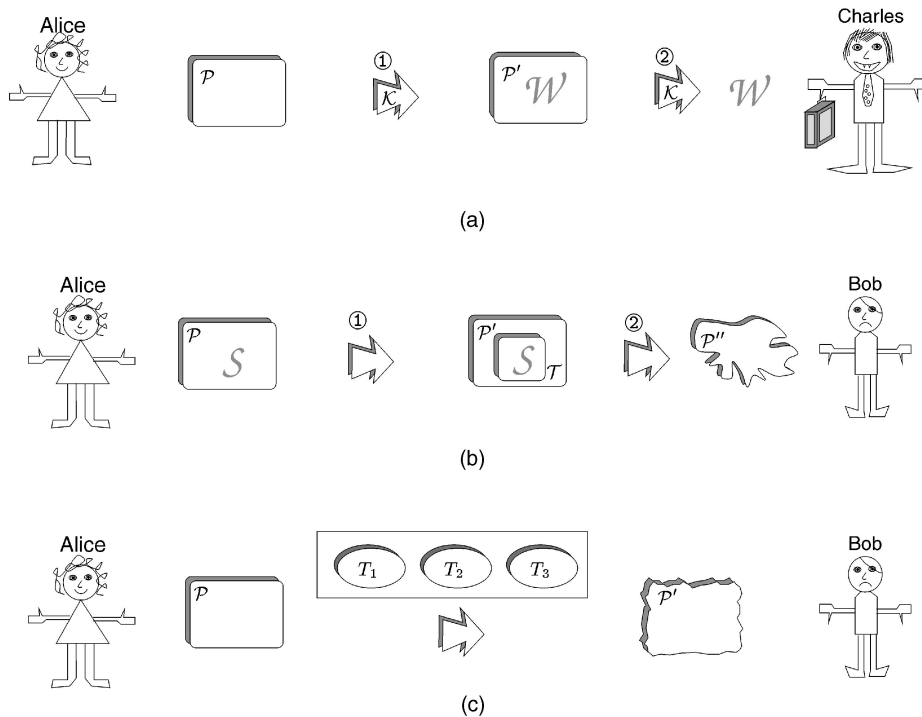 Alice
Charles
𝒫
①
𝒦
𝒫′
𝒲
②
𝒦
𝒲
(a)
Alice
Bob
𝒫
𝒮
①
𝒫′
𝒮
𝒯
②
𝒫′′
(b)
Alice
Bob
𝒫
T₁
T₂
T₃
𝒫′
(c)